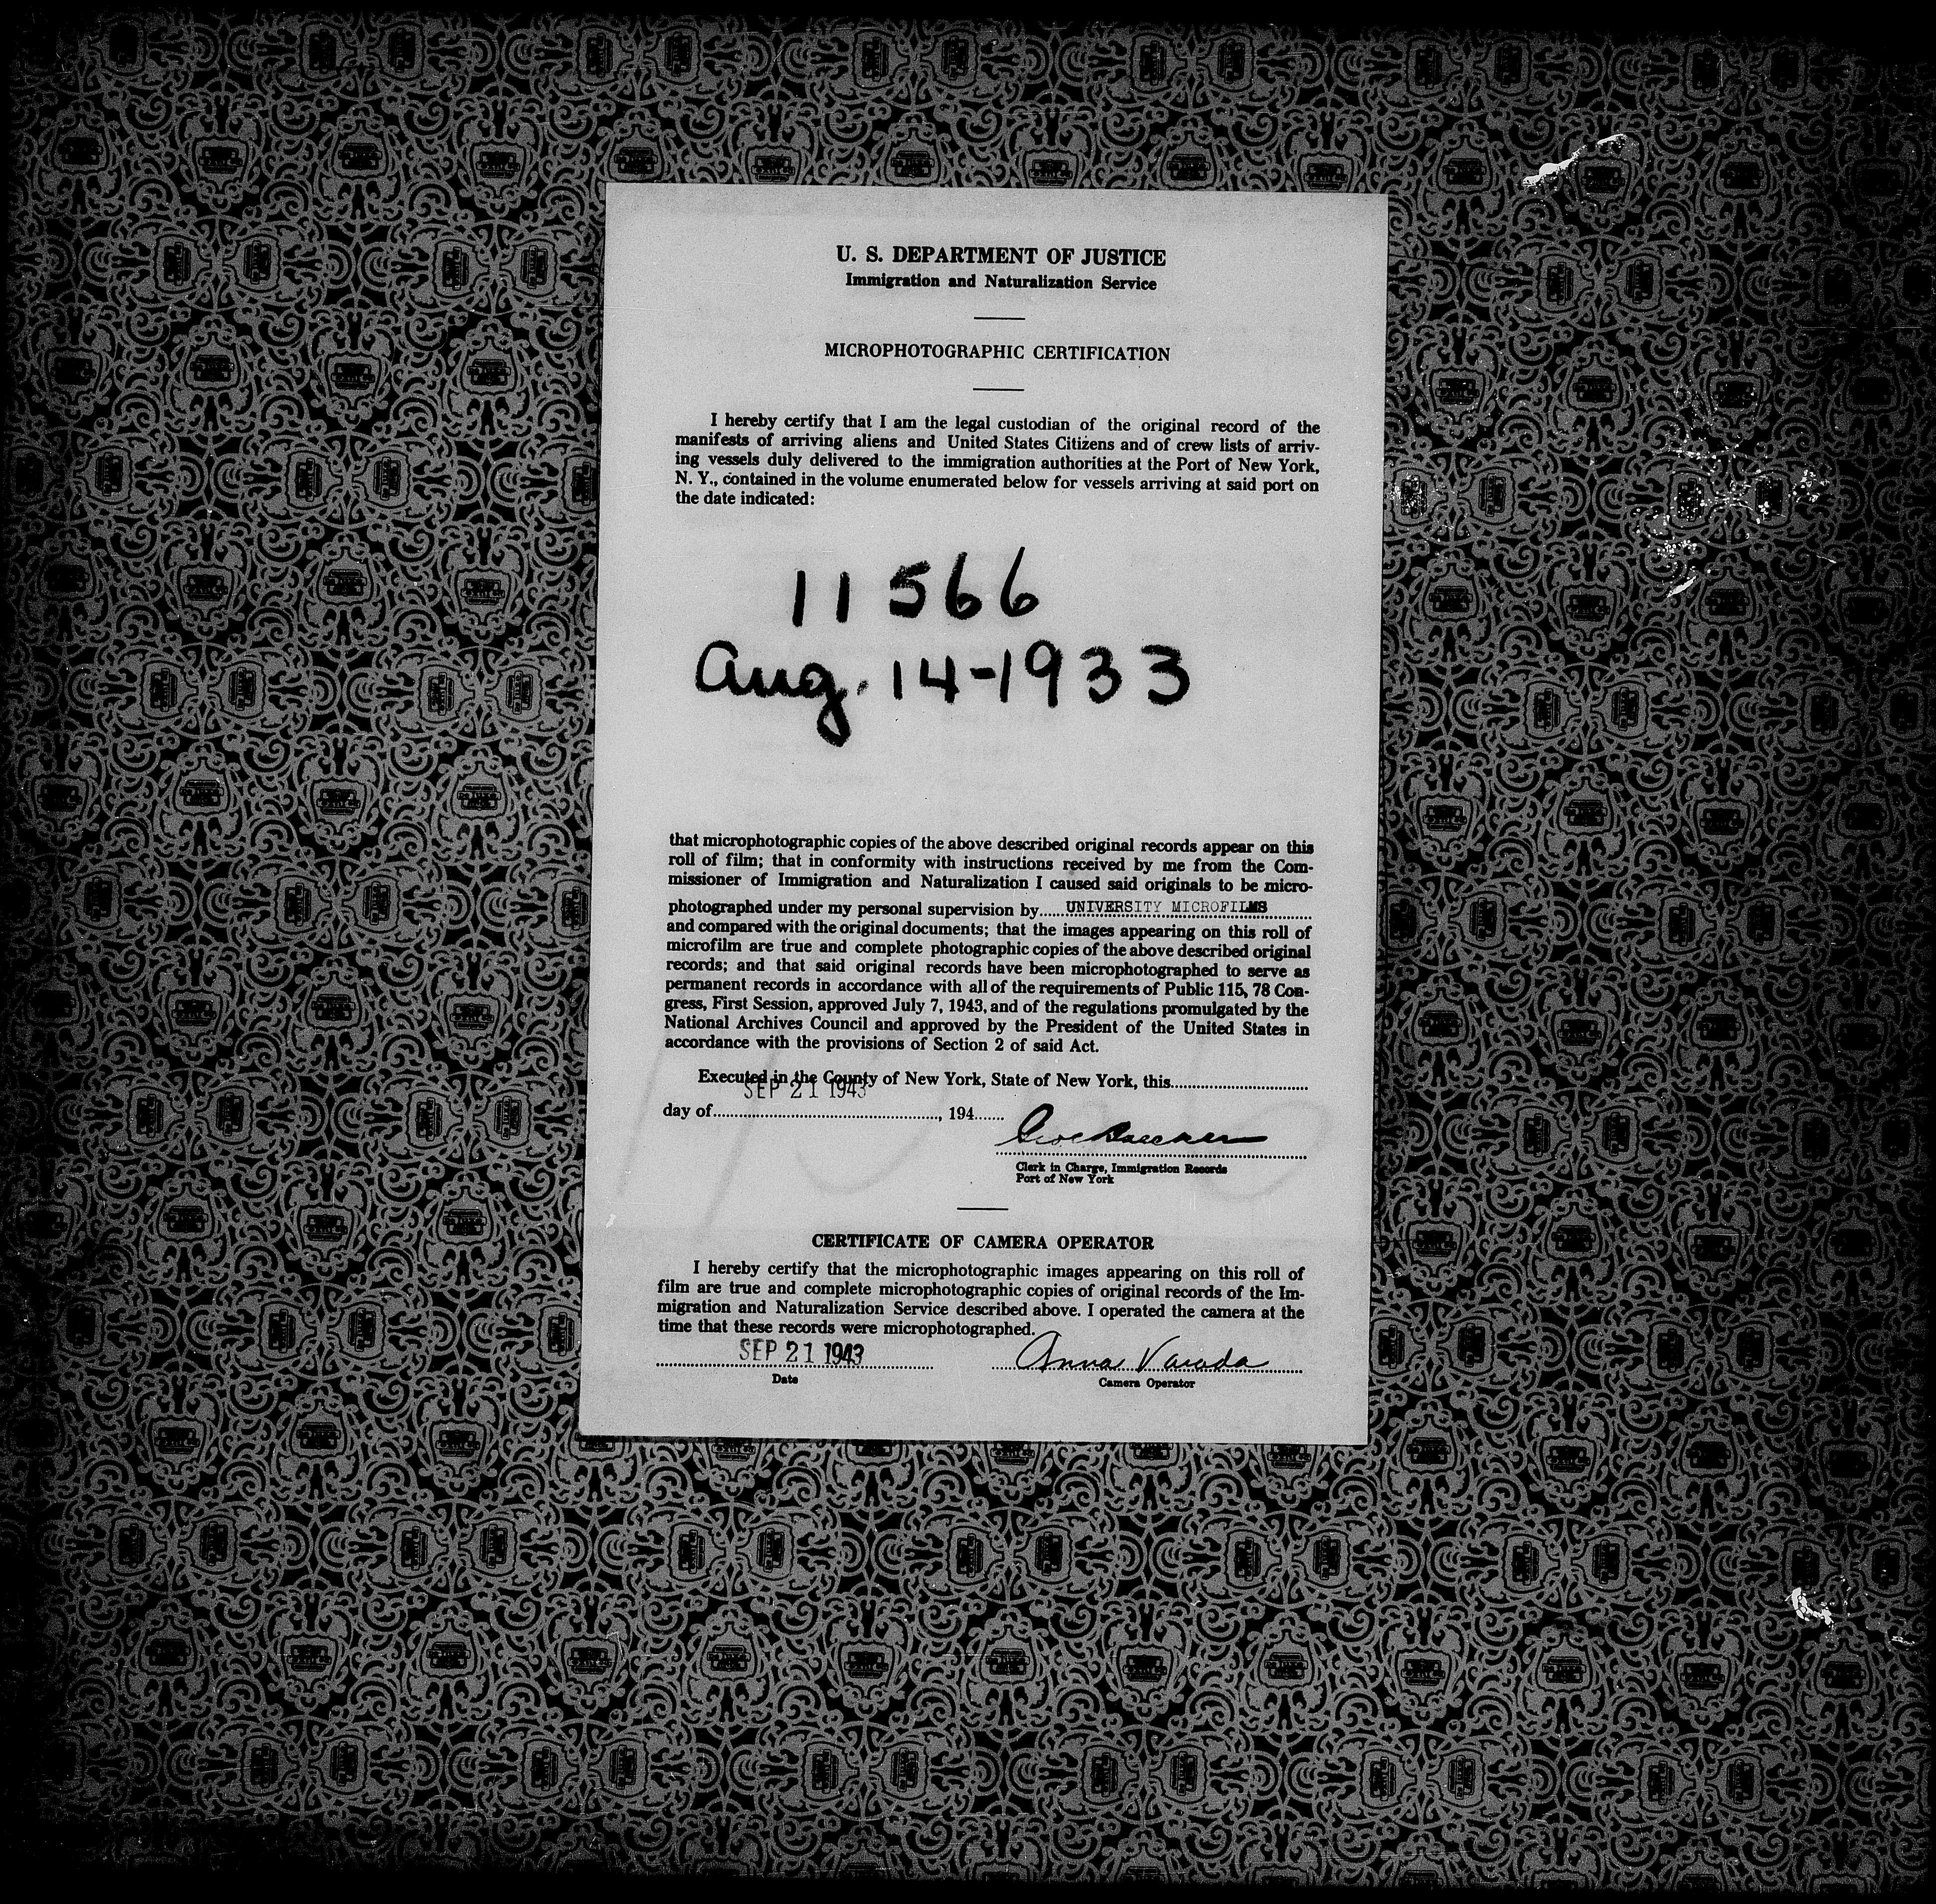 U. S. DEPARTMENT OF JUSTICE
Immigration and Naturalization Service
MICROPHOTOGRAPHIC CERTIFICATION
I hereby certify that I am the legal custodian of the original record of the
manifests of arriving aliens and United States Citizens and of crew lists of arriv-
ing vessels duly delivered to the immigration authorities at the Port of New York,
N. Y., contained in the volume enumerated below for vessels arriving at said port on
the date indicated:
11566
Aug. 14-1933
that microphotographic copies of the above described original records appear on this
roll of film; that in conformity with instructions received by me from the Com-
missioner of Immigration and Naturalization I caused said originals to be micro-
photographed under my personal supervision by UNIVERSITY MICROFILMS
and compared with the original documents; that the images appearing on this roll of
microfilm are true and complete photographic copies of the above described original
records; and that said original records have been microphotographed to serve as
permanent records in accordance with all of the requirements of Public 115, 78 Con-
gress, First Session, approved July 7, 1943, and of the regulations promulgated by the
National Archives Council and approved by the President of the United States in
accordance with the provisions of Section 2 of said Act.
Executed in the County of New York, State of New York, this
SEP 21 1943
day of , 194
Clerk in Charge, Immigration Records
Port of New York
CERTIFICATE OF CAMERA OPERATOR
I hereby certify that the microphotographic images appearing on this roll of
film are true and complete microphotographic copies of original records of the Im-
migration and Naturalization Service described above. I operated the camera at the
time that these records were microphotographed.
SEP 21 1943 Anna Varada
Date Camera Operator